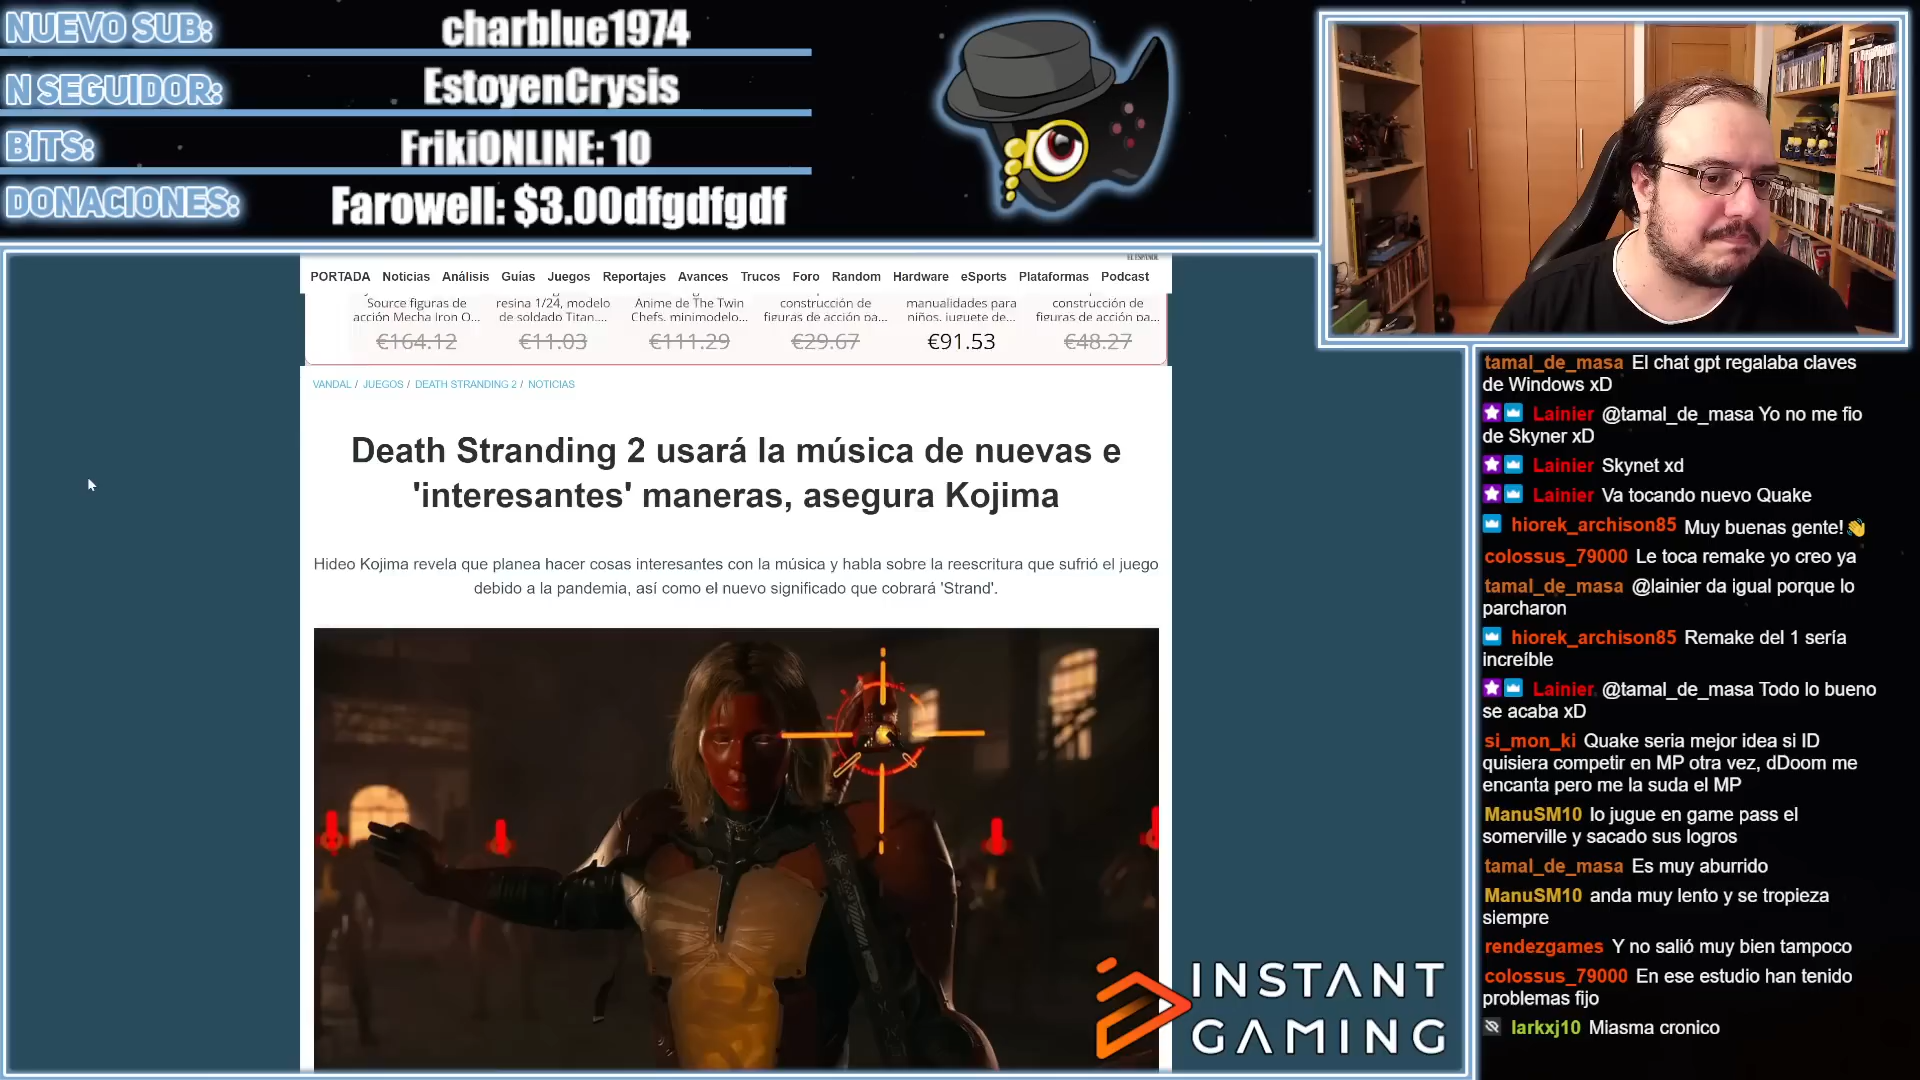 NUEVO SUB: charblue1974
N SEGUIDOR: EstoyenCrysis
BITS: FrikiONLINE: 10
DONACIONES: Farowell: $3.00dfgdfgdf
EL ESPAÑOL
PORTADA Noticias Análisis Guías Juegos Reportajes Avances Trucos Foro Random Hardware eSports Plataformas Podcast
Source figuras de resina 1/24, modelo Anime de The Twin construcción de manualidades para construcción de
acción Mecha Iron O... de soldado Titan.... Chefs, minimodelo... figuras de acción pa... niños, juguete de... figuras de acción pa...
€164.12 €11.03 €111.29 €29.67 €91.53 €48.27
VANDAL / JUEGOS / DEATH STRANDING 2 / NOTICIAS
Death Stranding 2 usará la música de nuevas e
'interesantes' maneras, asegura Kojima
Hideo Kojima revela que planea hacer cosas interesantes con la música y habla sobre la reescritura que sufrió el juego
debido a la pandemia, así como el nuevo significado que cobrará 'Strand'.
INSTANT
GAMING
tamal_de_masa El chat gpt regalaba claves
de Windows xD
Lainier @tamal_de_masa Yo no me fio
de Skyner xD
Lainier Skynet xd
Lainier Va tocando nuevo Quake
hiorek_archison85 Muy buenas gente!👋
colossus_79000 Le toca remake yo creo ya
tamal_de_masa @lainier da igual porque lo
parcharon
hiorek_archison85 Remake del 1 sería
increíble
Lainier @tamal_de_masa Todo lo bueno
se acaba xD
si_mon_ki Quake seria mejor idea si ID
quisiera competir en MP otra vez, dDoom me
encanta pero me la suda el MP
ManuSM10 lo jugue en game pass el
somerville y sacado sus logros
tamal_de_masa Es muy aburrido
ManuSM10 anda muy lento y se tropieza
siempre
rendezgames Y no salió muy bien tampoco
colossus_79000 En ese estudio han tenido
problemas fijo
larkxj10 Miasma cronico